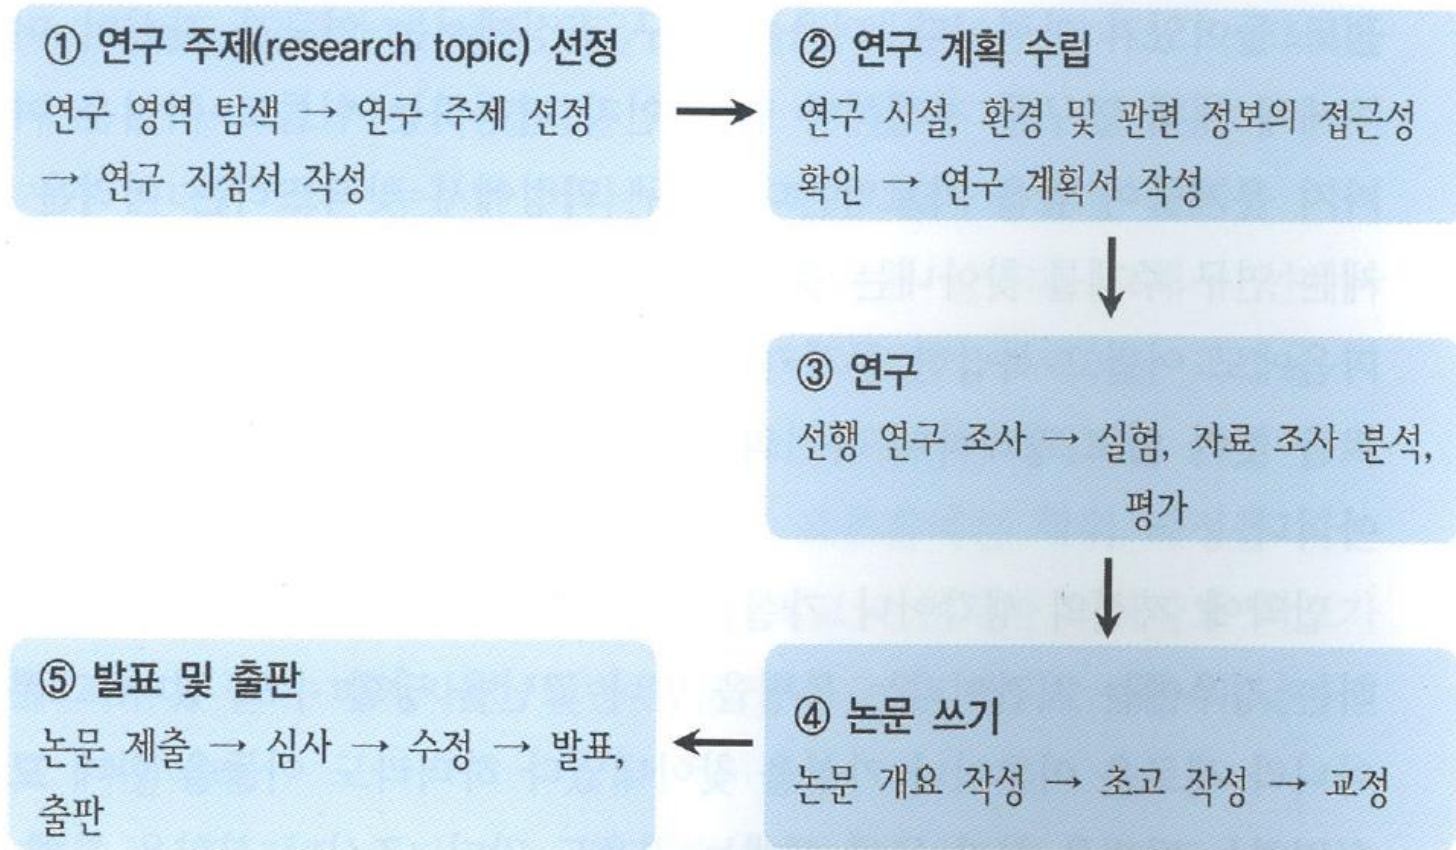 ① 연구 주제(research topic) 선정
연구 영역 탐색 → 연구 주제 선정
→ 연구 지침서 작성
② 연구 계획 수립
연구 시설, 환경 및 관련 정보의 접근성
확인 → 연구 계획서 작성
③ 연구
선행 연구 조사 → 실험, 자료 조사 분석,
평가
④ 논문 쓰기
논문 개요 작성 → 초고 작성 → 교정
⑤ 발표 및 출판
논문 제출 → 심사 → 수정 → 발표,
출판